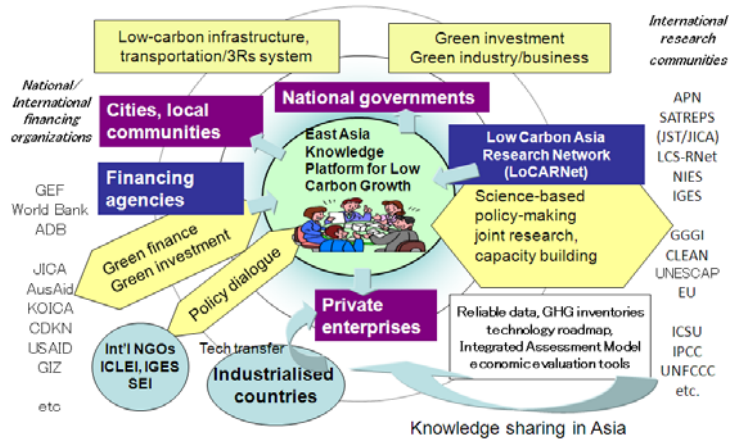 Low-carbon infrastructure,
transportation/3Rs system
Green investment
Green industry/business
International
research
communities
National/
International
financing
organizations
Cities, local
communities
National governments
East Asia
Knowledge
Platform for Low
Carbon Growth
Low Carbon Asia
Research Network
(LoCARNet)
Financing
agencies
Science-based
policy-making
joint research,
capacity building
APN
SATREPS
(JST/JICA)
LCS-RNet
NIES
IGES
GGGI
CLEAN
UNESCAP
EU
ICSU
IPCC
UNFCCC
etc.
GEF
World Bank
ADB
JICA
AusAid
KOICA
CDKN
USAID
GIZ
etc
Green finance
Green investment
Policy dialogue
Private
enterprises
Reliable data, GHG inventories
technology roadmap,
Integrated Assessment Model
economic evaluation tools
Int'l NGOs
ICLEI, IGES
SEI
Tech transfer
Industrialised
countries
Knowledge sharing in Asia